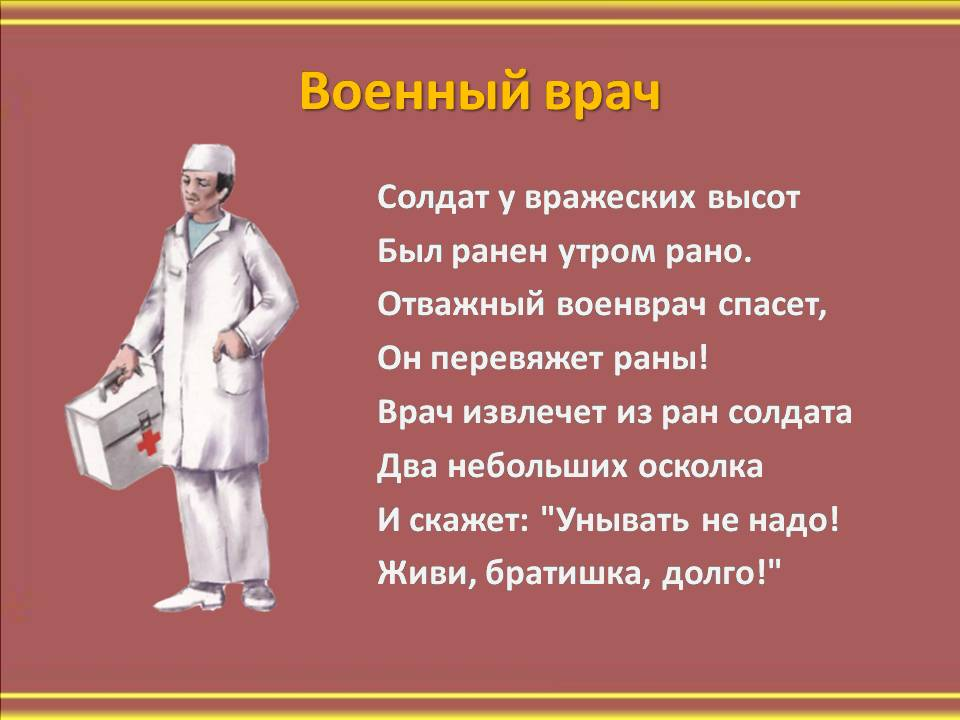 Военный врач
Солдат у вражеских высот
Был ранен утром рано.
Отважный военврач спасет,
Он перевяжет раны!
Врач извлечет из ран солдата
Два небольших осколка
И скажет: "Унывать не надо!
Живи, братишка, долго!"